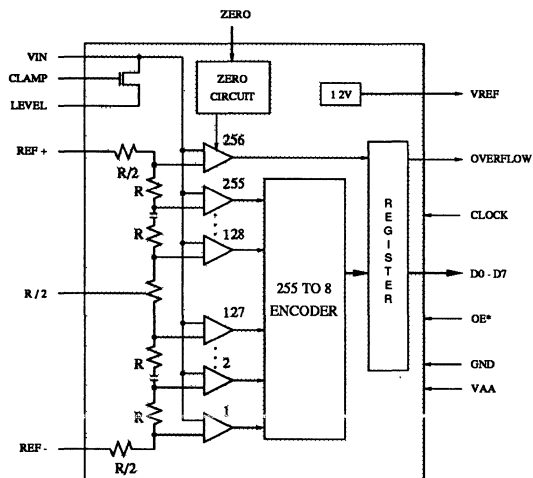 ZERO
VIN
CLAMP
LEVEL
ZERO
CIRCUIT
1 2V
VREF
REF +
R/2
256
OVERFLOW
R
255
R
128
CLOCK
REGISTER
R / 2
255 TO 8
ENCODER
D0 - D7
127
OE*
R
2
GND
VAA
R
1
REF -
R/2